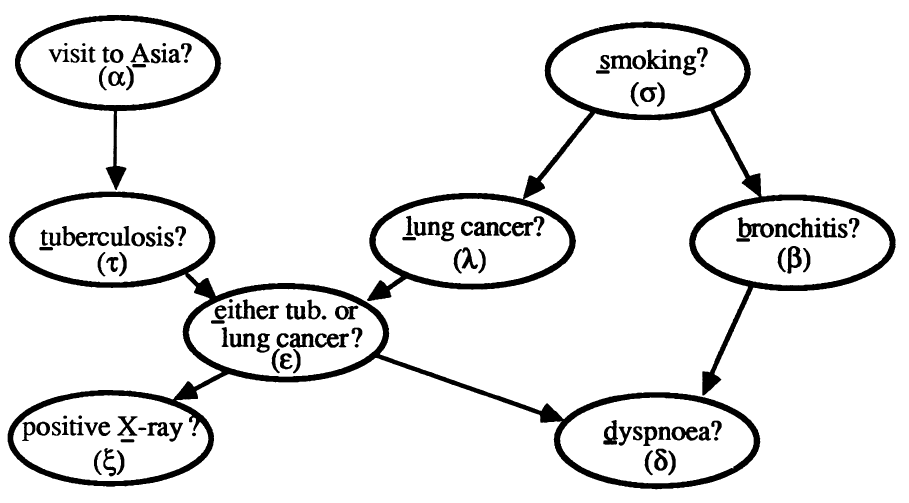 visit to Asia?
(α)
smoking?
(σ)
tuberculosis?
(τ)
lung cancer?
(λ)
bronchitis?
(β)
either tub. or
lung cancer?
(ε)
positive X-ray?
(ξ)
dyspnoea?
(δ)